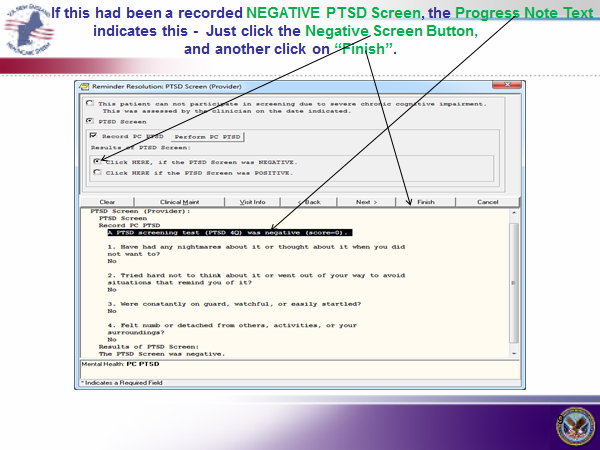 If this had been a recorded NEGATIVE PTSD Screen, the Progress Note Text
indicates this - Just click the Negative Screen Button,
and another click on “Finish”.
VA NEW ENGLAND
HEALTHCARE SYSTEM
Reminder Resolution: PTSD Screen (Provider)
This patient can not participate in screening due to severe chronic cognitive impairment.
This was assessed by the clinician on the date indicated.
PTSD Screen
Record PC PTSD Perform PC PTSD
Results of PTSD Screen:
Click HERE, if the PTSD Screen was NEGATIVE.
Click HERE if the PTSD Screen was POSITIVE.
Clear Clinical Maint Visit Info < Back Next > Finish Cancel
PTSD Screen (Provider):
PTSD Screen
Record PC PTSD
A PTSD screening test (PTSD 4Q) was negative (score=0).
1. Have had any nightmares about it or thought about it when you did
not want to?
No
2. Tried hard not to think about it or went out of your way to avoid
situations that remind you of it?
No
3. Were constantly on guard, watchful, or easily startled?
No
4. Felt numb or detached from others, activities, or your
surroundings?
No
Results of PTSD Screen:
The PTSD Screen was negative.
Mental Health: PC PTSD
* Indicates a Required Field